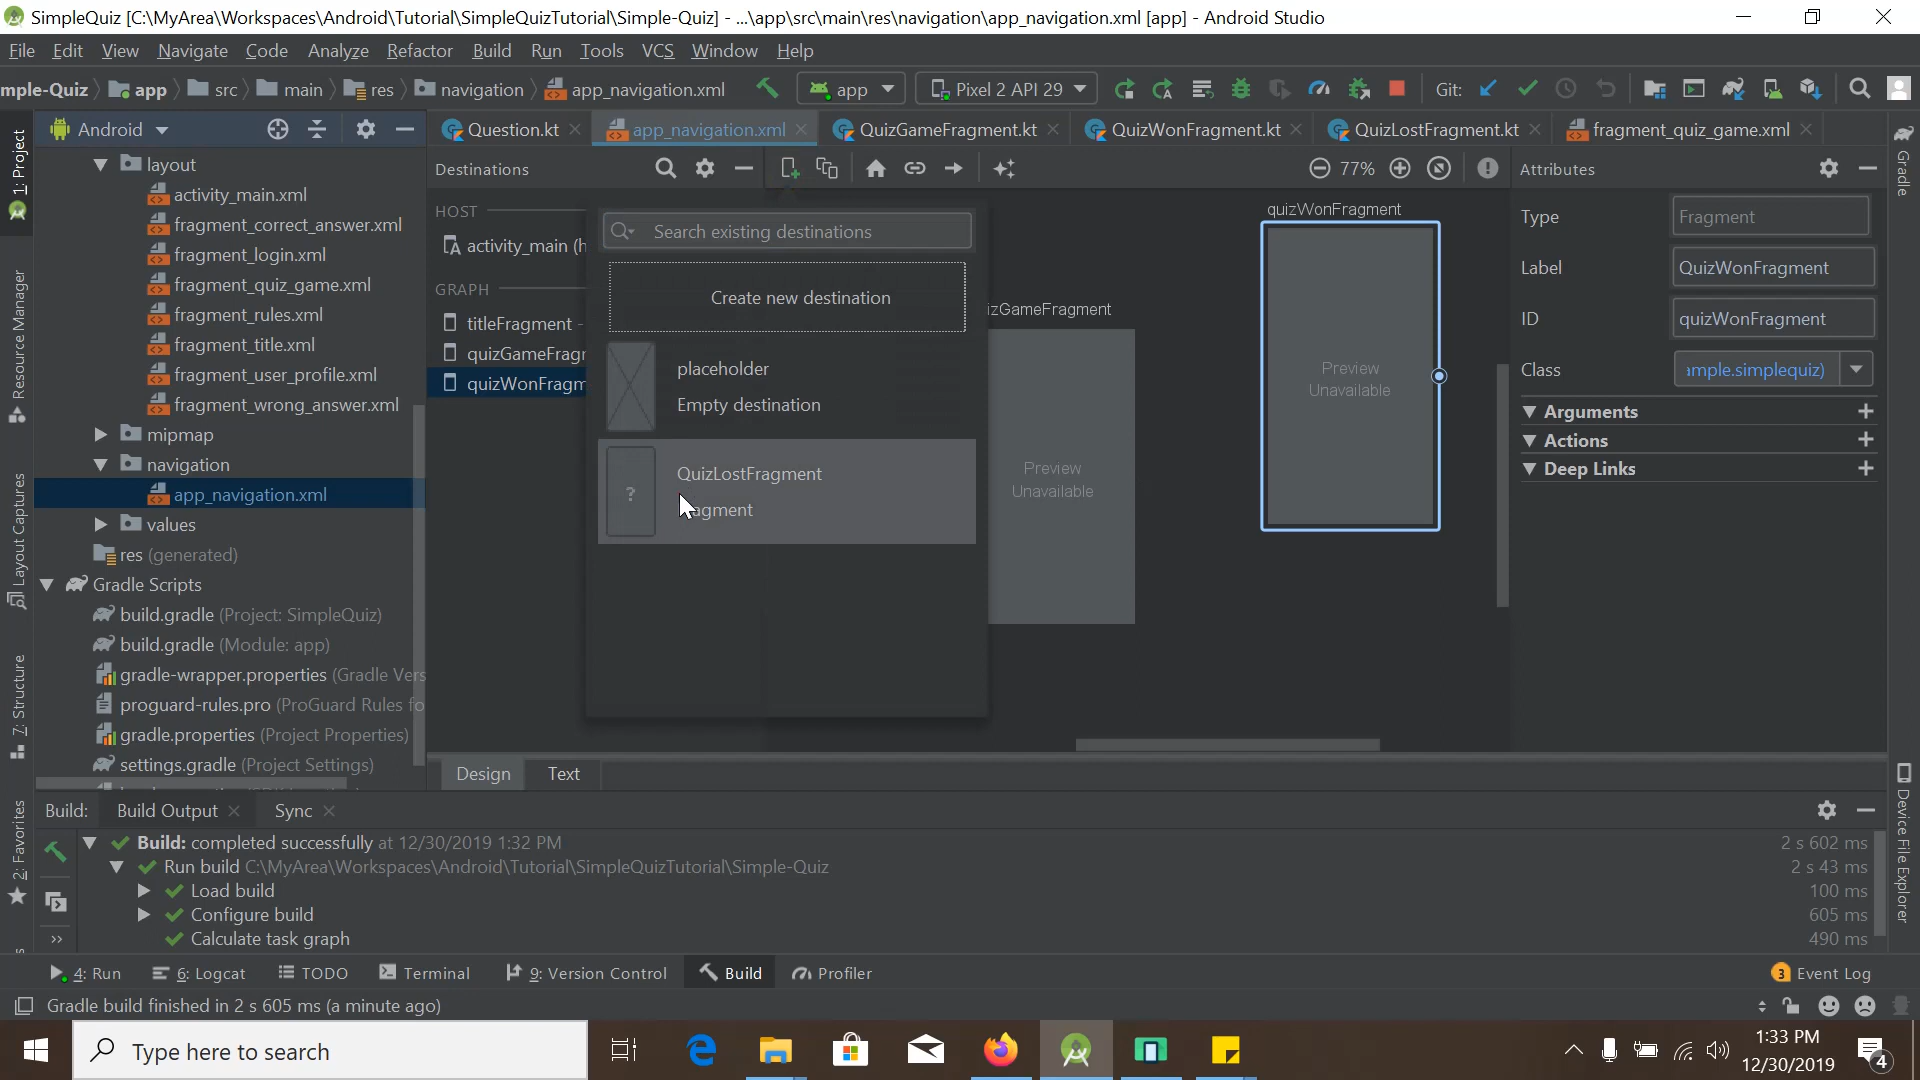 SimpleQuiz [C:\MyArea\Workspaces\Android\Tutorial\SimpleQuizTutorial\Simple-Quiz] - ...\app\src\main\res\navigation\app_navigation.xml [app] - Android Studio
File Edit View Navigate Code Analyze Refactor Build Run Tools VCS Window Help
mple-Quiz app src main res navigation app_navigation.xml app Pixel 2 API 29 Git:
Android Question.kt app_navigation.xml QuizGameFragment.kt QuizWonFragment.kt QuizLostFragment.kt fragment_quiz_game.xml
1: Project
Resource Manager
Layout Captures
7: Structure
2: Favorites
layout
activity_main.xml
fragment_correct_answer.xml
fragment_login.xml
fragment_quiz_game.xml
fragment_rules.xml
fragment_title.xml
fragment_user_profile.xml
fragment_wrong_answer.xml
mipmap
navigation
app_navigation.xml
values
res (generated)
Gradle Scripts
build.gradle (Project: SimpleQuiz)
build.gradle (Module: app)
gradle-wrapper.properties (Gradle Vers
proguard-rules.pro (ProGuard Rules fo
gradle.properties (Project Properties)
settings.gradle (Project Settings)
Destinations
HOST
activity_main (h
GRAPH
titleFragment -
quizGameFragr
quizWonFragm
Search existing destinations
Create new destination
placeholder
Empty destination
?
QuizLostFragment
agment
77%
izGameFragment
Preview
Unavailable
quizWonFragment
Preview
Unavailable
Attributes
Type Fragment
Label QuizWonFragment
ID quizWonFragment
Class ample.simplequiz)
Arguments
Actions
Deep Links
Gradle
Device File Explorer
Design Text
Build: Build Output Sync
Build: completed successfully at 12/30/2019 1:32 PM 2 s 602 ms
Run build C:\MyArea\Workspaces\Android\Tutorial\SimpleQuizTutorial\Simple-Quiz 2 s 43 ms
Load build 100 ms
Configure build 605 ms
Calculate task graph 490 ms
4: Run 6: Logcat TODO Terminal 9: Version Control Build Profiler 3 Event Log
Gradle build finished in 2 s 605 ms (a minute ago)
Type here to search
1:33 PM
12/30/2019
4